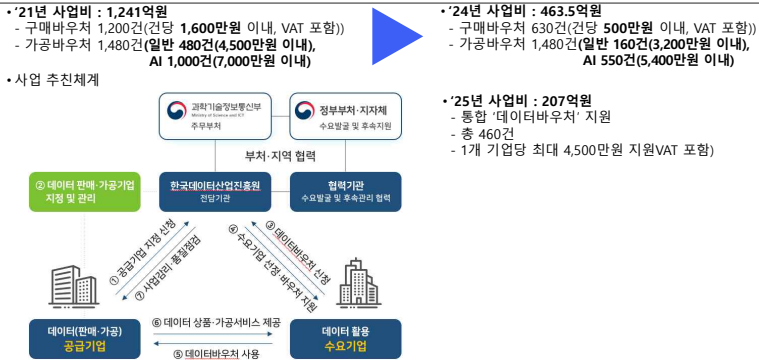 • '21년 사업비 : 1,241억원
- 구매바우처 1,200건(건당 1,600만원 이내, VAT 포함))
- 가공바우처 1,480건(일반 480건(4,500만원 이내),
AI 1,000건(7,000만원 이내)
• 사업 추진체계
과학기술정보통신부
Ministry of Science and ICT
주무부처
정부부처·지자체
수요발굴 및 후속지원
부처·지역 협력
② 데이터 판매·가공기업
지정 및 관리
한국데이터산업진흥원
전담기관
협력기관
수요발굴 및 후속관리 협력
① 공급기업 지정 신청
⑦ 사업감리·품질점검
③ 데이터바우처 신청
④ 수요기업 선정·바우처 지원
데이터(판매·가공)
공급기업
⑥ 데이터 상품·가공서비스 제공
⑤ 데이터바우처 사용
데이터 활용
수요기업
• '24년 사업비 : 463.5억원
- 구매바우처 630건(건당 500만원 이내, VAT 포함))
- 가공바우처 1,480건(일반 160건(3,200만원 이내),
AI 550건(5,400만원 이내)
• '25년 사업비 : 207억원
- 통합 '데이터바우처' 지원
- 총 460건
- 1개 기업당 최대 4,500만원 지원VAT 포함)